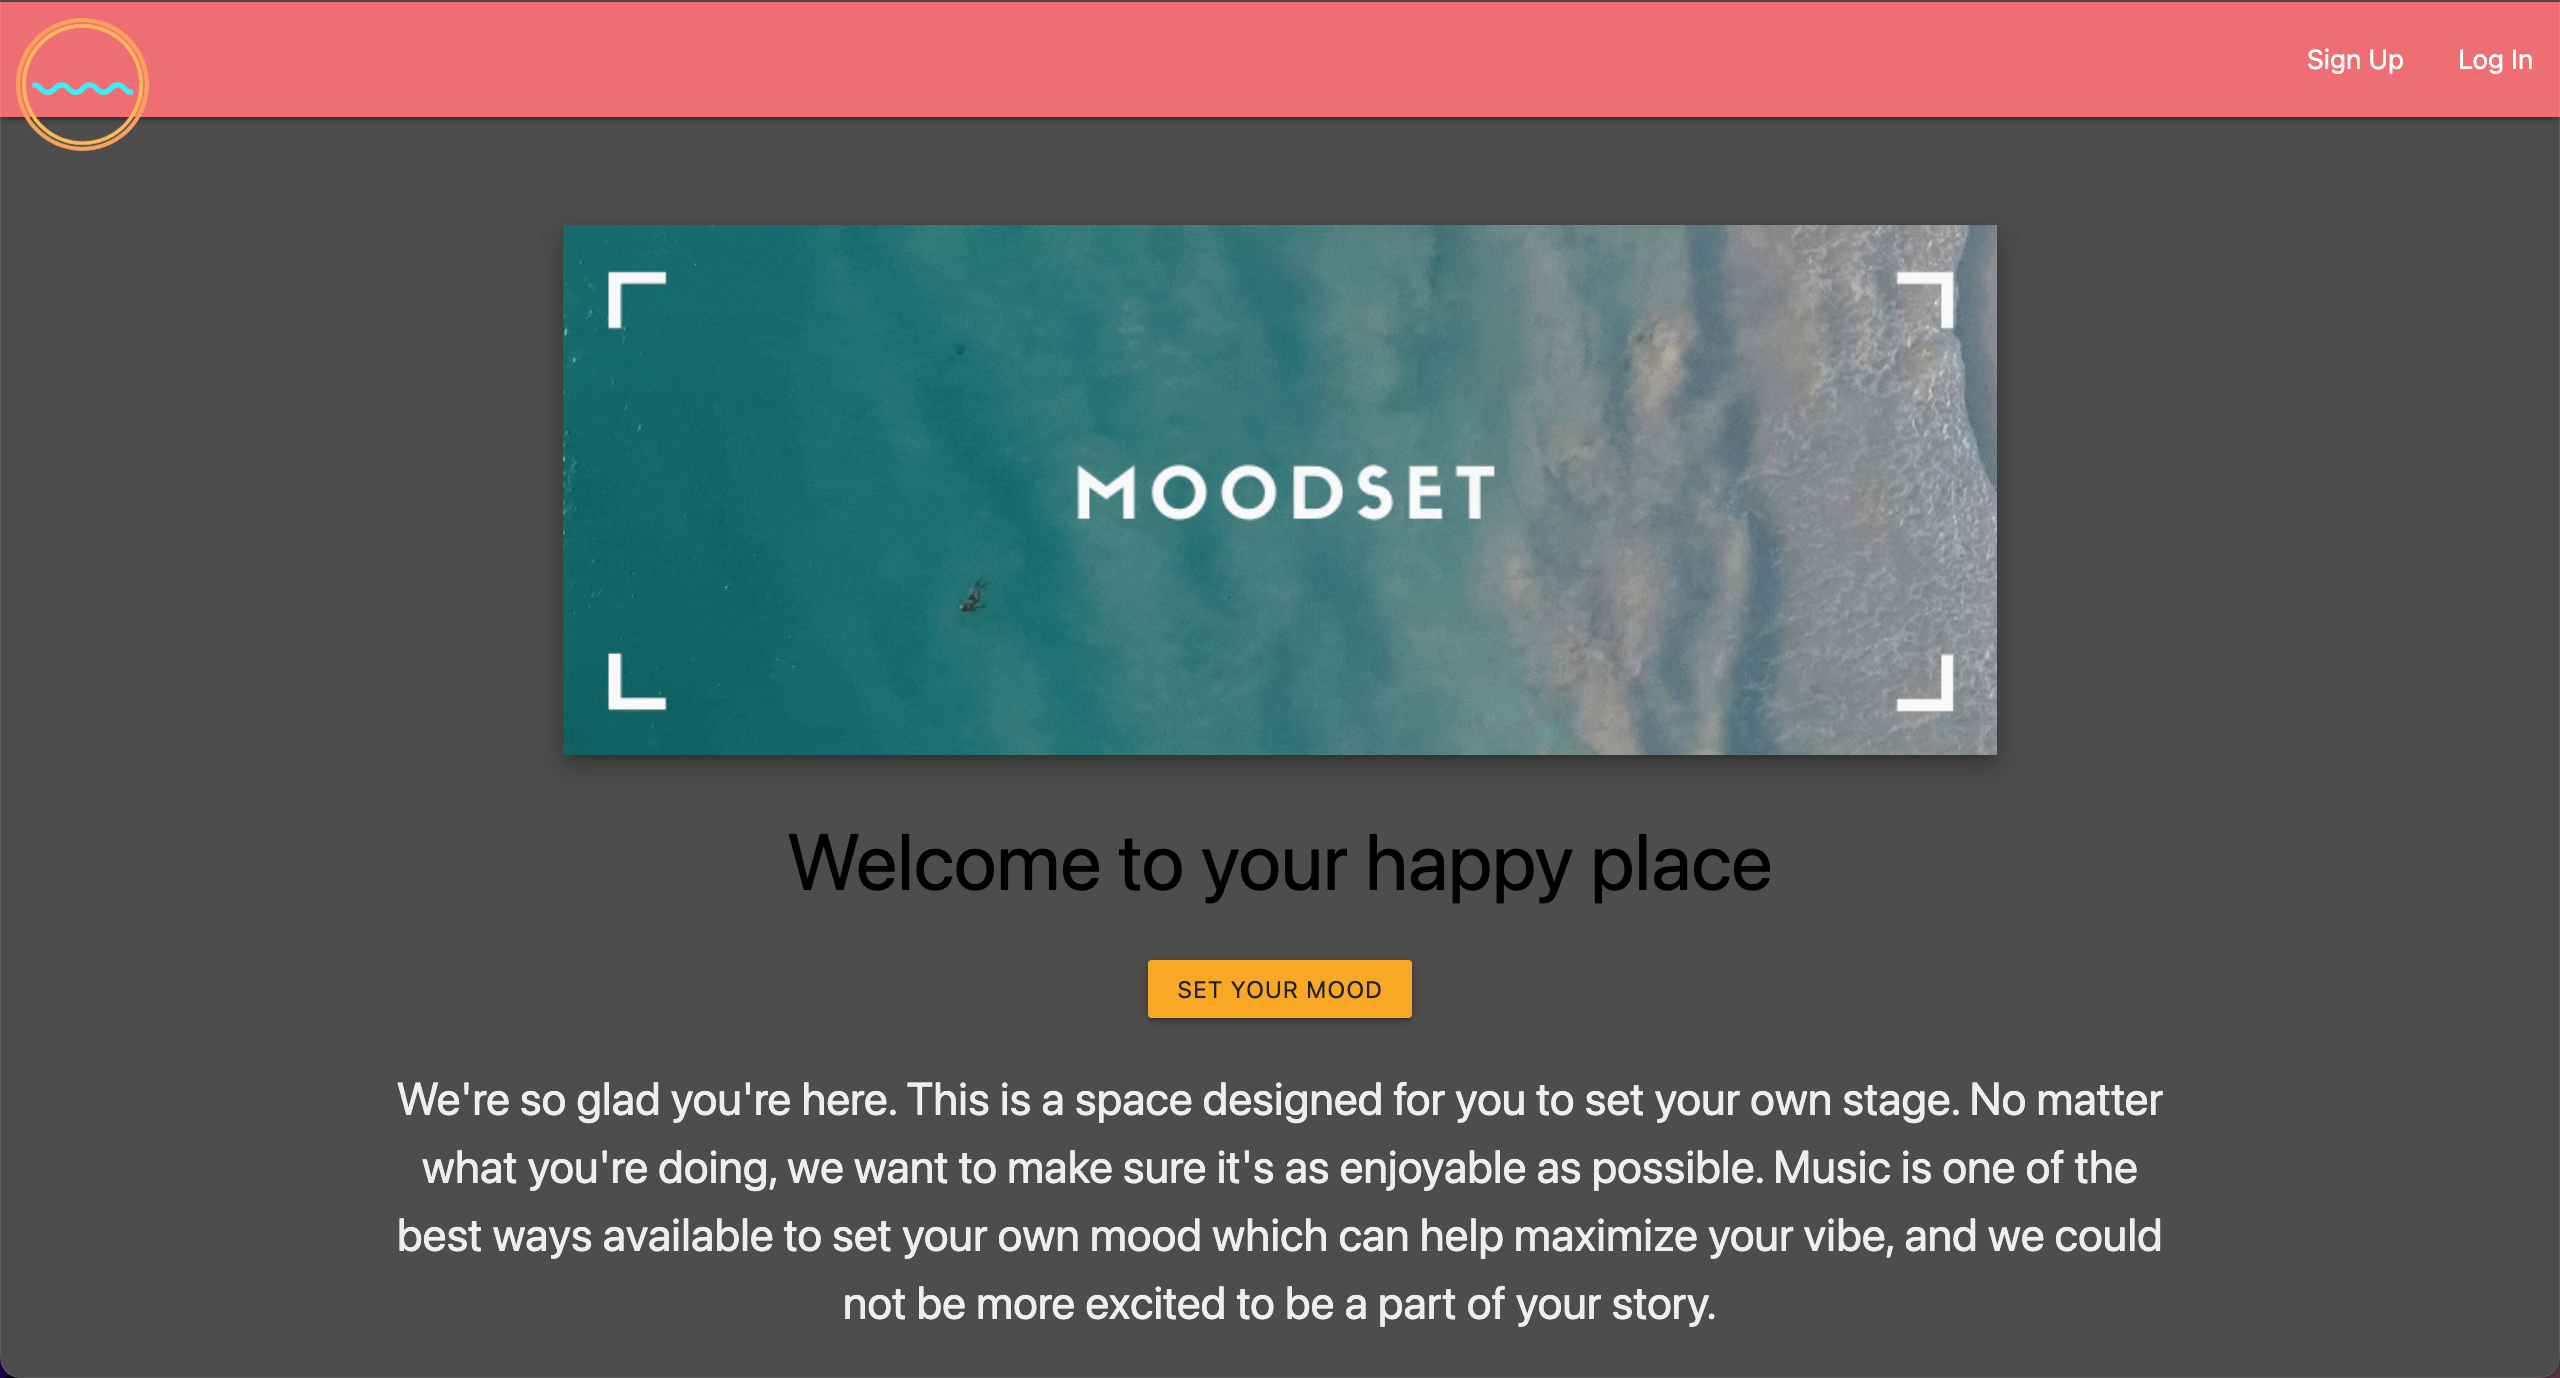 Sign Up Log In
MOODSET
Welcome to your happy place
SET YOUR MOOD
We're so glad you're here. This is a space designed for you to set your own stage. No matter
what you're doing, we want to make sure it's as enjoyable as possible. Music is one of the
best ways available to set your own mood which can help maximize your vibe, and we could
not be more excited to be a part of your story.